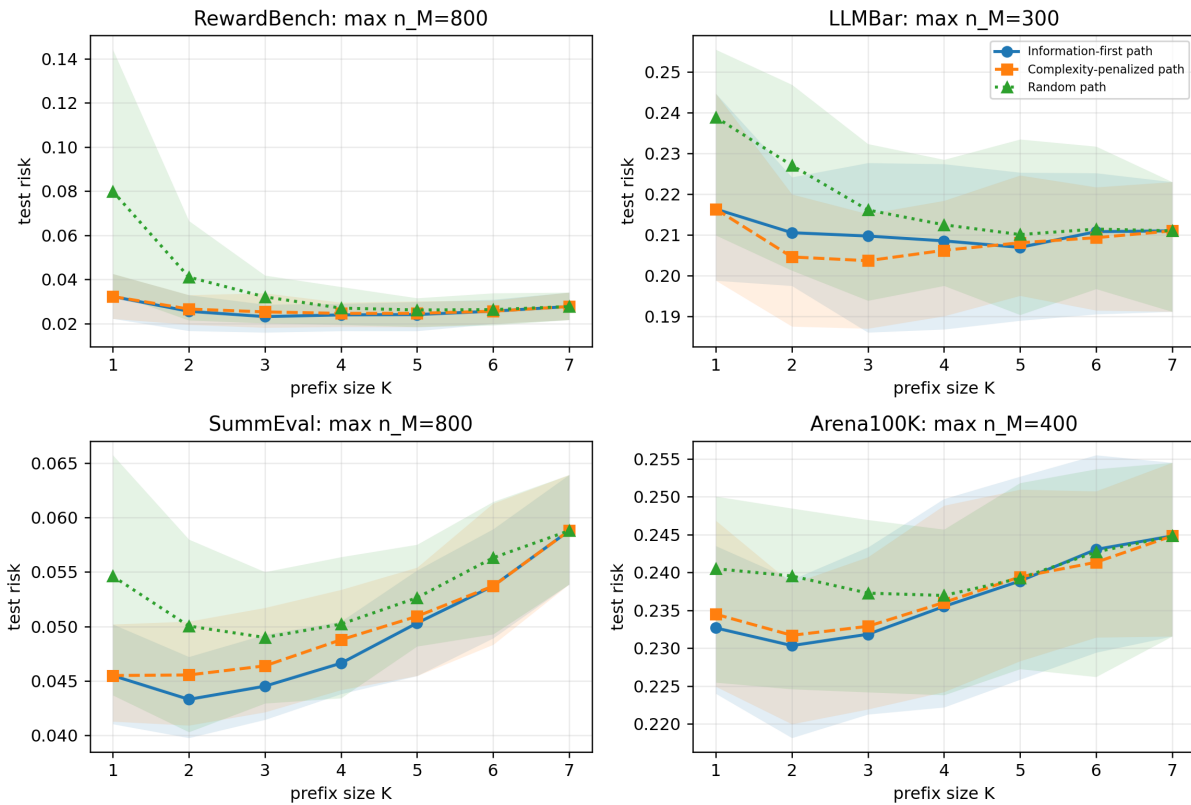 RewardBench: max n_M=800
0.14
0.12
0.10
0.08
0.06
0.04
0.02
test risk
1 2 3 4 5 6 7
prefix size K
LLMBar: max n_M=300
Information-first path
Complexity-penalized path
Random path
0.25
0.24
0.23
0.22
0.21
0.20
0.19
test risk
1 2 3 4 5 6 7
prefix size K
SummEval: max n_M=800
0.065
0.060
0.055
0.050
0.045
0.040
test risk
1 2 3 4 5 6 7
prefix size K
Arena100K: max n_M=400
0.255
0.250
0.245
0.240
0.235
0.230
0.225
0.220
test risk
1 2 3 4 5 6 7
prefix size K